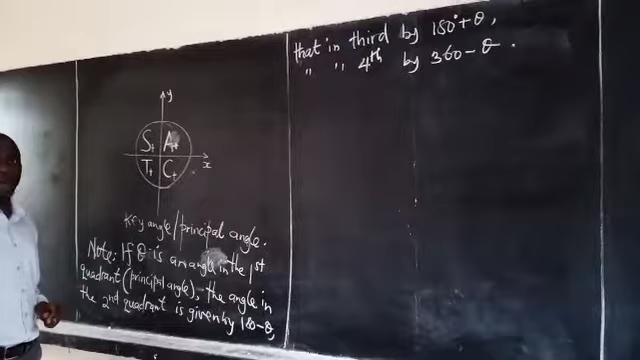 y
S+ A+
T+ C+
x
Key angle/principal angle.
Note: If θ is an angle in the 1st
quadrant (principal angle), the angle in
the 2nd quadrant is given by 180-θ,
that in third by 180°+θ,
" " 4th by 360-θ.